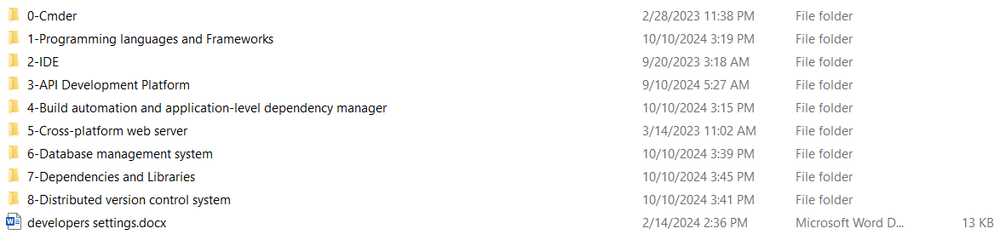 0-Cmder 2/28/2023 11:38 PM File folder
1-Programming languages and Frameworks 10/10/2024 3:19 PM File folder
2-IDE 9/20/2023 3:18 AM File folder
3-API Development Platform 9/10/2024 5:27 AM File folder
4-Build automation and application-level dependency manager 10/10/2024 3:15 PM File folder
5-Cross-platform web server 3/14/2023 11:02 AM File folder
6-Database management system 10/10/2024 3:39 PM File folder
7-Dependencies and Libraries 10/10/2024 3:45 PM File folder
8-Distributed version control system 10/10/2024 3:41 PM File folder
developers settings.docx 2/14/2024 2:36 PM Microsoft Word D... 13 KB